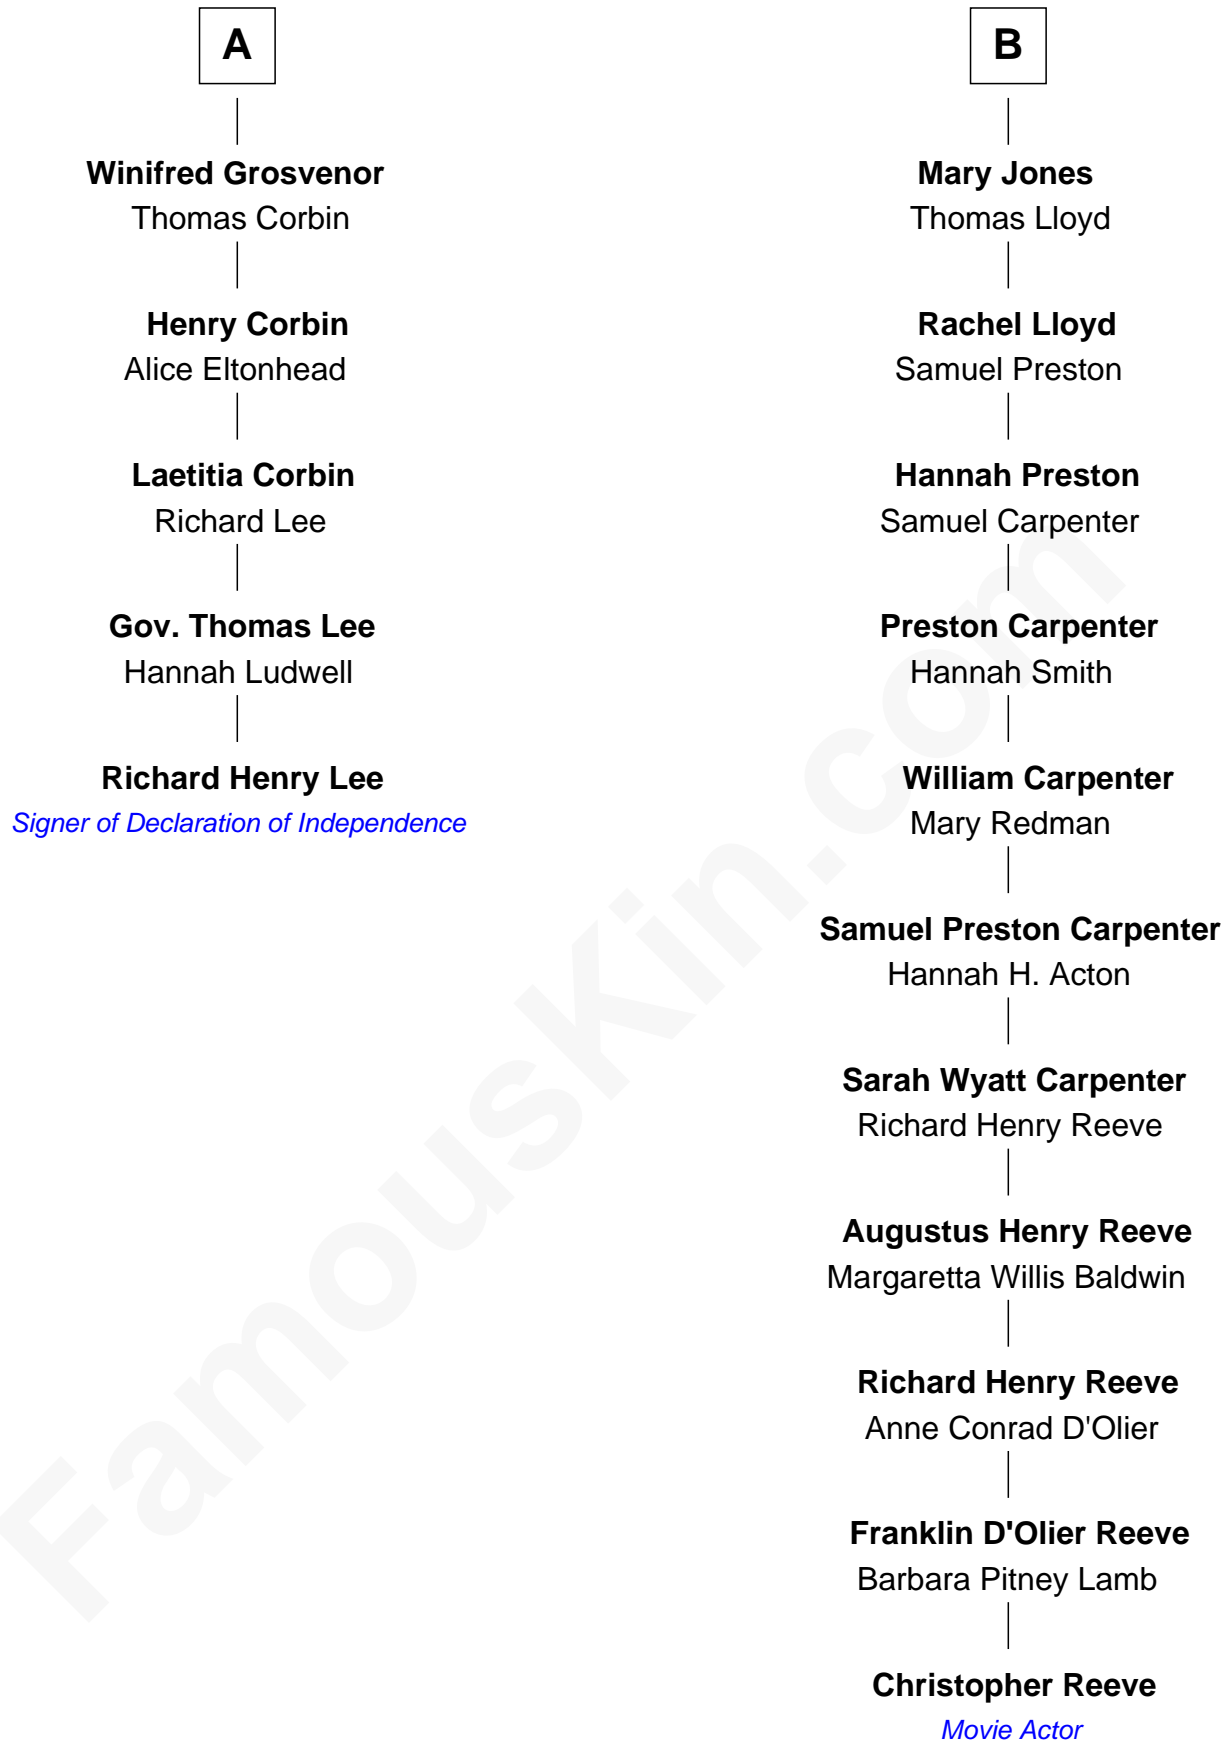 A
Winifred Grosvenor
Thomas Corbin
Henry Corbin
Alice Eltonhead
Laetitia Corbin
Richard Lee
Gov. Thomas Lee
Hannah Ludwell
Richard Henry Lee
Signer of Declaration of Independence
B
Mary Jones
Thomas Lloyd
Rachel Lloyd
Samuel Preston
Hannah Preston
Samuel Carpenter
Preston Carpenter
Hannah Smith
William Carpenter
Mary Redman
Samuel Preston Carpenter
Hannah H. Acton
Sarah Wyatt Carpenter
Richard Henry Reeve
Augustus Henry Reeve
Margaretta Willis Baldwin
Richard Henry Reeve
Anne Conrad D'Olier
Franklin D'Olier Reeve
Barbara Pitney Lamb
Christopher Reeve
Movie Actor
FamousKin.com